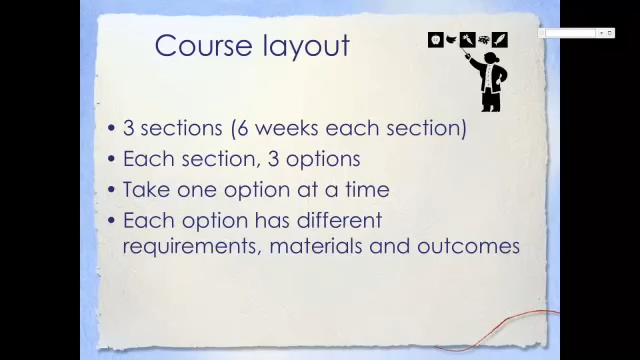 Course layout
• 3 sections (6 weeks each section)
• Each section, 3 options
• Take one option at a time
• Each option has different
requirements, materials and outcomes